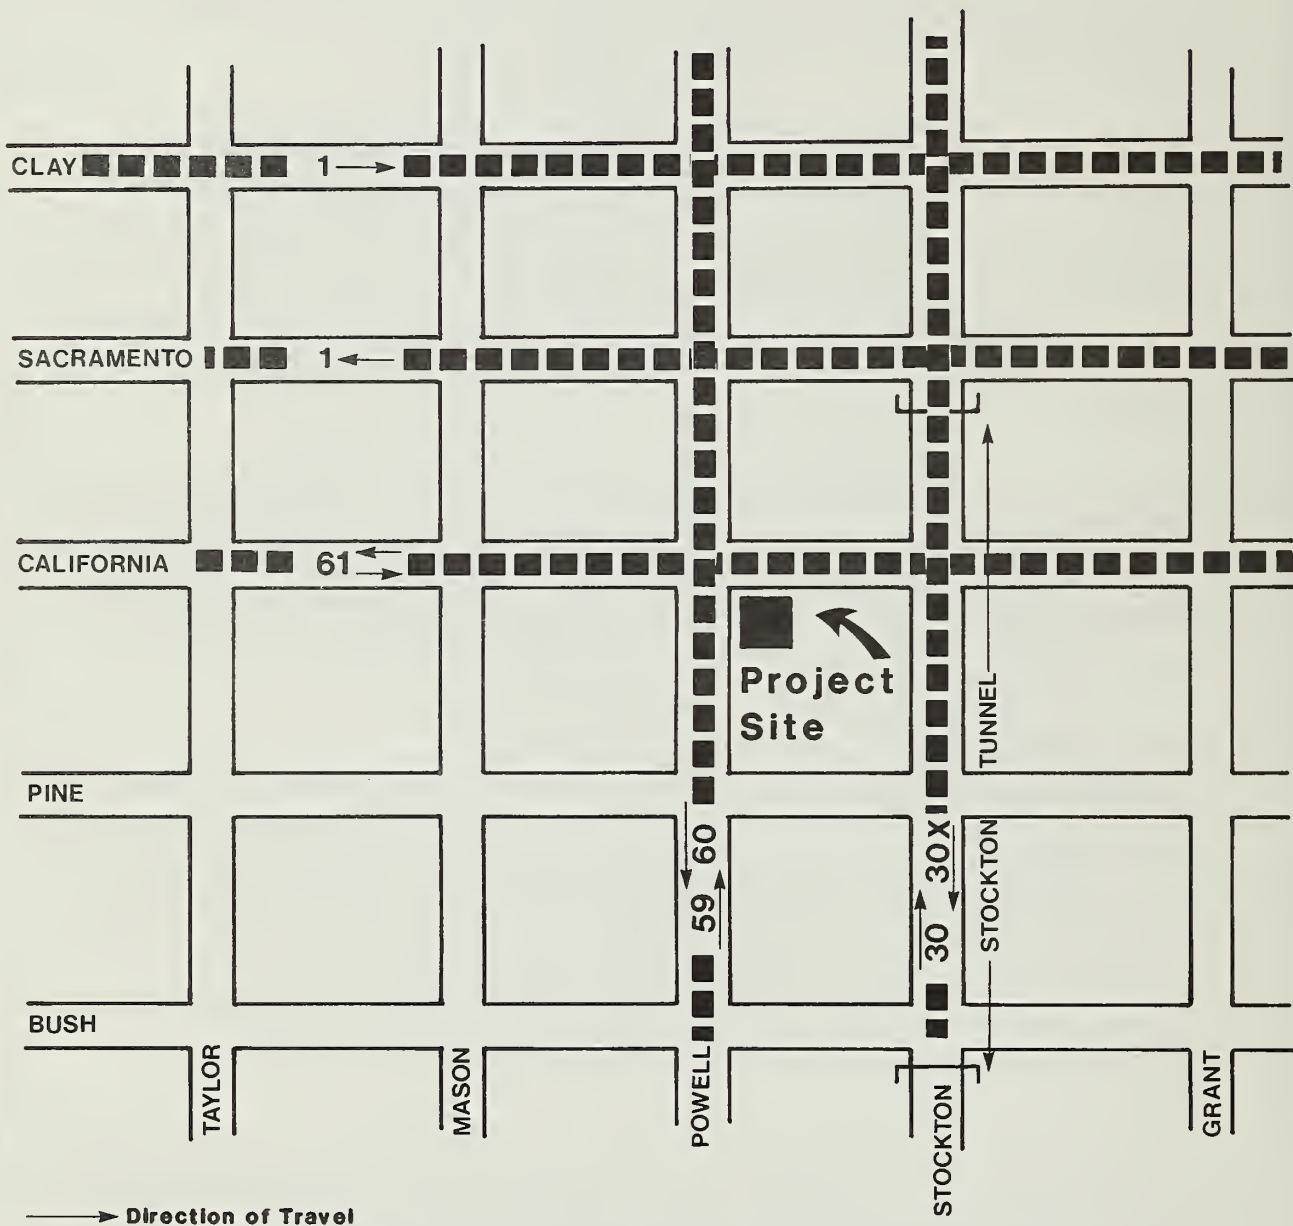 CLAY 1
SACRAMENTO 1
CALIFORNIA 61
Project
Site
PINE
60
59
30X
30
STOCKTON TUNNEL
BUSH
TAYLOR
MASON
POWELL
STOCKTON
GRANT
Direction of Travel